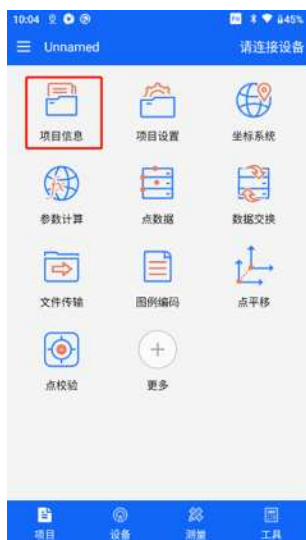 10:04
45%
Unnamed
请连接设备
项目信息
项目设置
坐标系统
参数计算
点数据
数据交换
文件传输
图例编码
点平移
点校验
更多
项目
设备
测量
工具